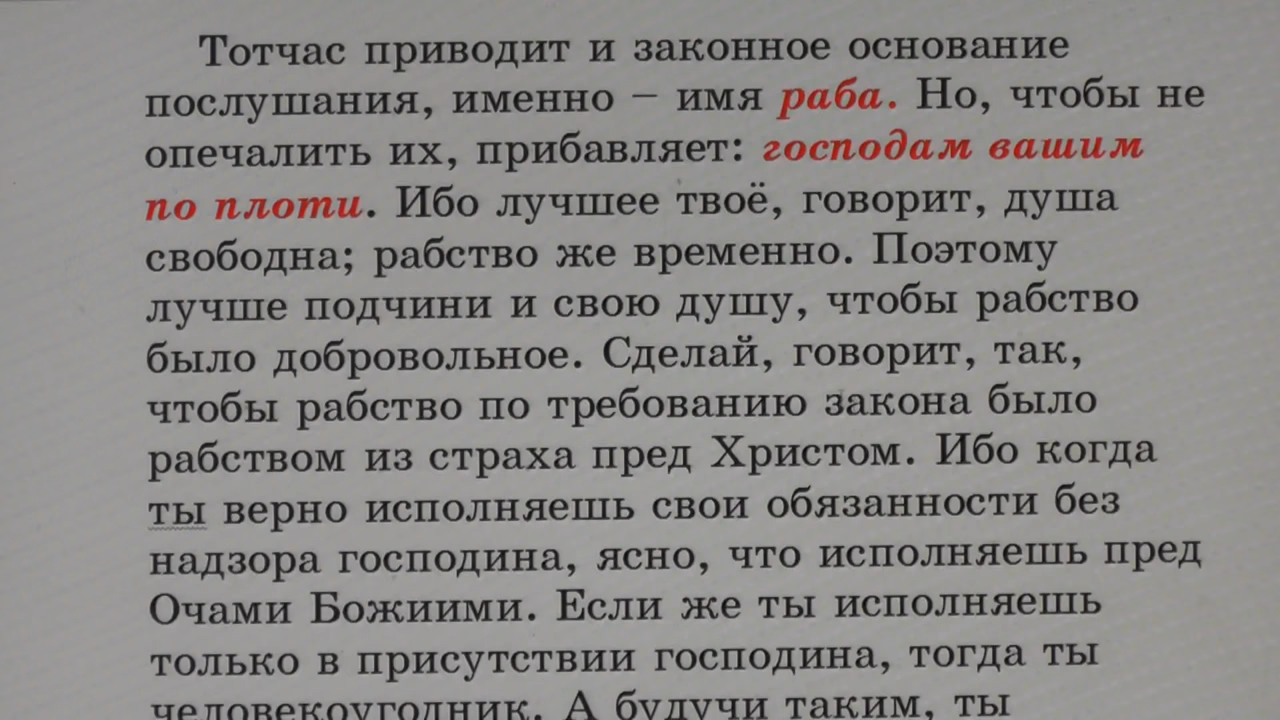 Тотчас приводит и законное основание
послушания, именно – имя раба. Но, чтобы не
опечалить их, прибавляет: господам вашим
по плоти. Ибо лучшее твоё, говорит, душа
свободна; рабство же временно. Поэтому
лучше подчини и свою душу, чтобы рабство
было добровольное. Сделай, говорит, так,
чтобы рабство по требованию закона было
рабством из страха пред Христом. Ибо когда
ты верно исполняешь свои обязанности без
надзора господина, ясно, что исполняешь пред
Очами Божиими. Если же ты исполняешь
только в присутствии господина, тогда ты
человекоугодник. А будучи таким, ты